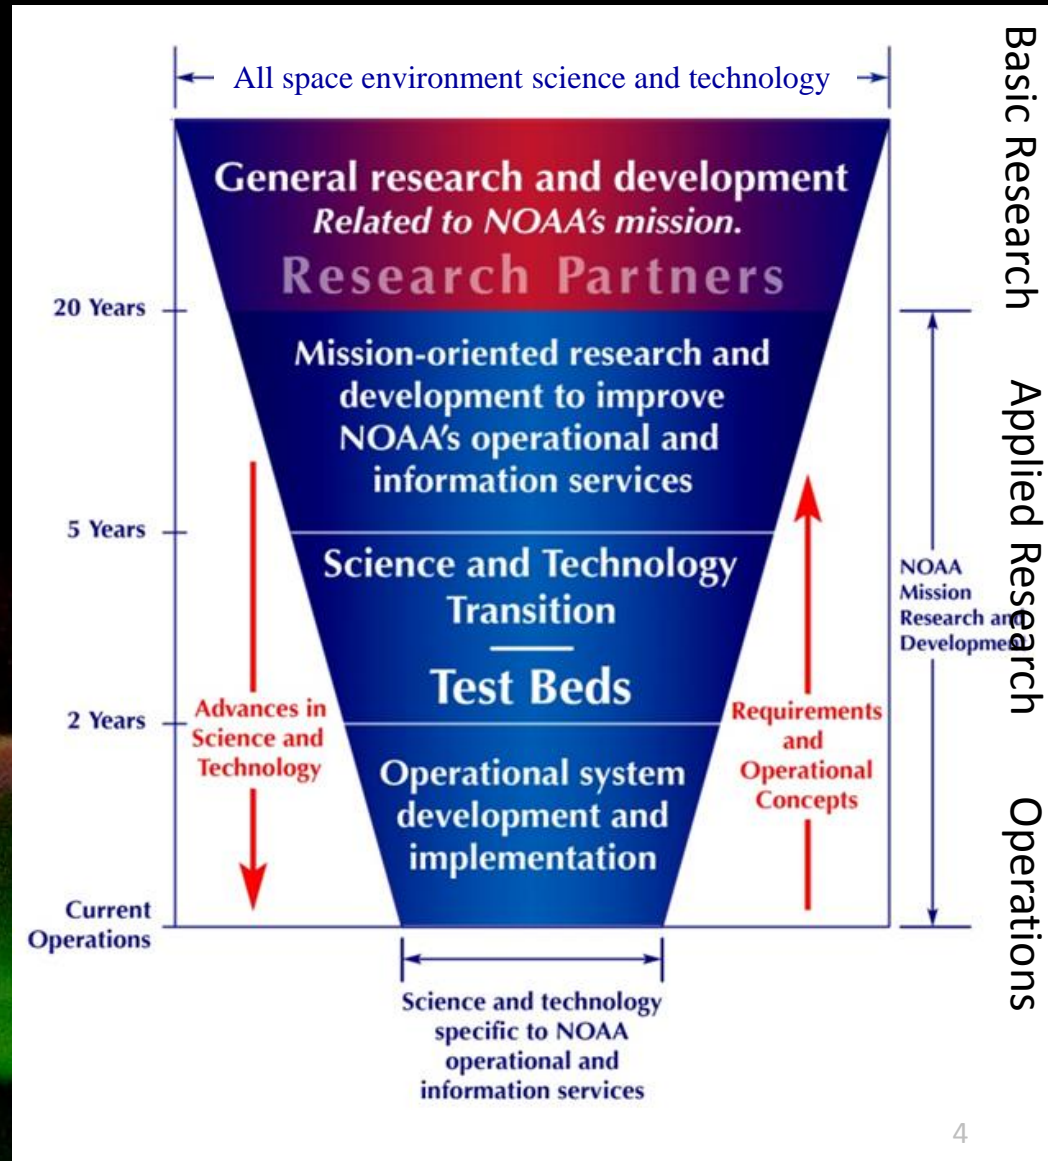 All space environment science and technology
General research and development
Related to NOAA's mission.
Research Partners
20 Years
Mission-oriented research and
development to improve
NOAA's operational and
information services
5 Years
Science and Technology
Transition
Test Beds
2 Years
Operational system
development and
implementation
Current
Operations
Advances in
Science and
Technology
Requirements
and
Operational
Concepts
NOAA
Mission
Research and
Development
Science and technology
specific to NOAA
operational and
information services
Basic Research
Applied Research
Operations
4